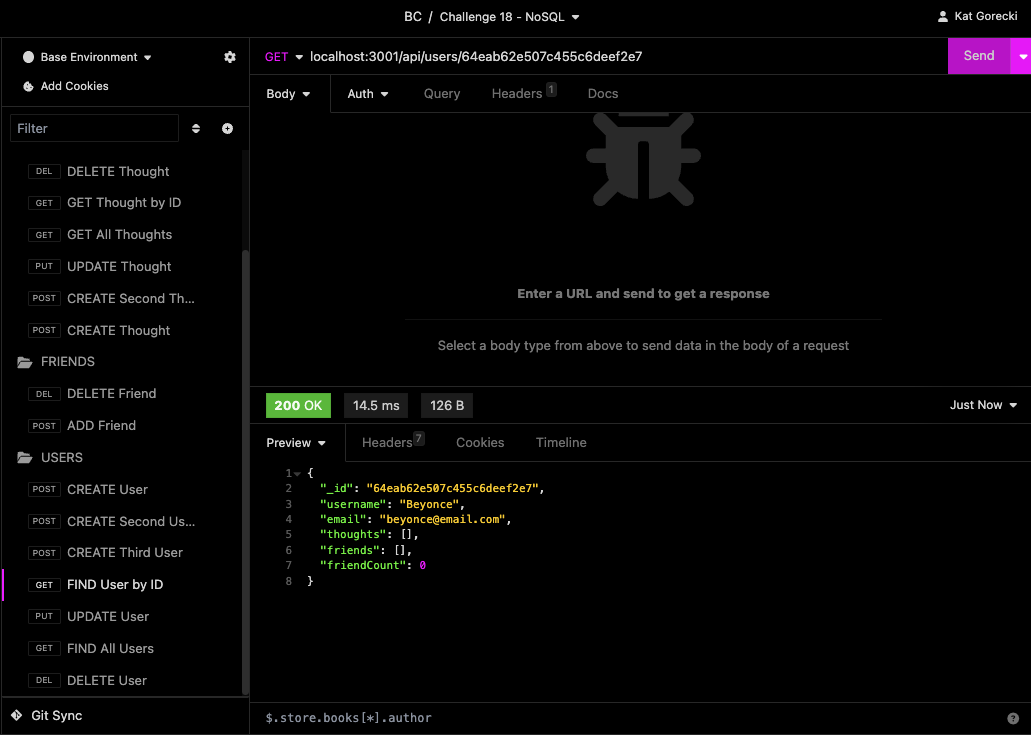 BC / Challenge 18 - NoSQL
Kat Gorecki
Base Environment
Add Cookies
Filter
DEL DELETE Thought
GET GET Thought by ID
GET GET All Thoughts
PUT UPDATE Thought
POST CREATE Second Th...
POST CREATE Thought
FRIENDS
DEL DELETE Friend
POST ADD Friend
USERS
POST CREATE User
POST CREATE Second Us...
POST CREATE Third User
GET FIND User by ID
PUT UPDATE User
GET FIND All Users
DEL DELETE User
Git Sync
GET localhost:3001/api/users/64eab62e507c455c6deef2e7 Send
Body Auth Query Headers 1 Docs
Enter a URL and send to get a response
Select a body type from above to send data in the body of a request
200 OK 14.5 ms 126 B Just Now
Preview Headers 7 Cookies Timeline
1 {
2 "_id": "64eab62e507c455c6deef2e7",
3 "username": "Beyonce",
4 "email": "beyonce@email.com",
5 "thoughts": [],
6 "friends": [],
7 "friendCount": 0
8 }
$.store.books[*].author ?